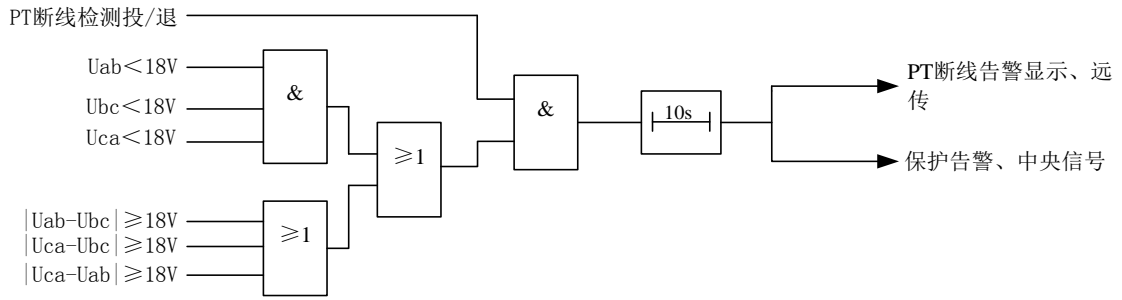 PT断线检测投/退
Uab＜18V
Ubc＜18V
Uca＜18V
&
≥1
|Uab-Ubc|≥18V
|Uca-Ubc|≥18V
|Uca-Uab|≥18V
≥1
&
10s
PT断线告警显示、远
传
保护告警、中央信号